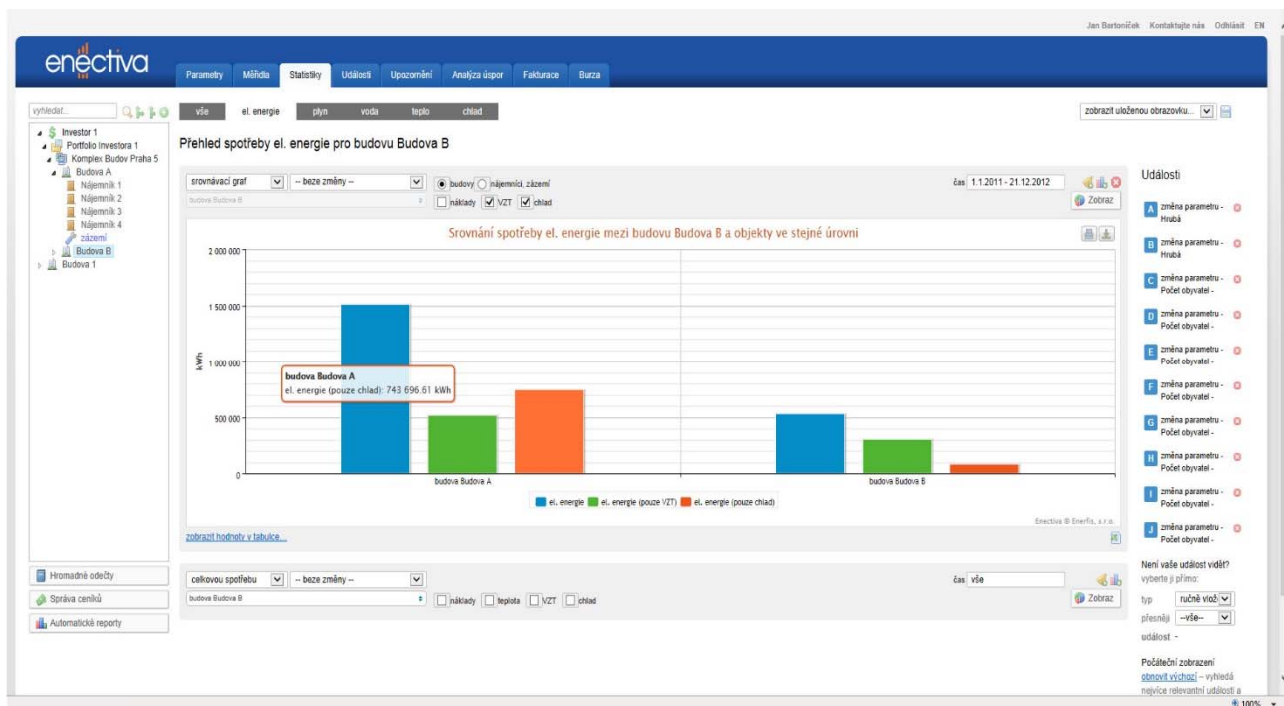 Jan Bartoníček Kontaktujte nás Odhlásit EN
enectiva
Parametry Měřidla Statistiky Události Upozornění Analýza úspor Fakturace Burza
vyhledat...
vše el. energie plyn voda teplo chlad
zobrazit uloženou obrazovku...
Investor 1
Portfolio Investora 1
Komplex Budov Praha 5
Budova A
Nájemník 1
Nájemník 2
Nájemník 3
Nájemník 4
zázemí
Budova B
Budova 1
Hromadné odečty
Správa ceníků
Automatické reporty
Přehled spotřeby el. energie pro budovu Budova B
srovnávací graf -- beze změny -- budovy nájemníci, zázemí čas 1.1.2011 - 21.12.2012
budova Budova B náklady VZT chlad Zobraz
Srovnání spotřeby el. energie mezi budovu Budova B a objekty ve stejné úrovni
2 000 000
1 500 000
kWh
1 000 000
500 000
0
budova Budova A
el. energie (pouze chlad): 743 696.61 kWh
budova Budova A budova Budova B
el. energie el. energie (pouze VZT) el. energie (pouze chlad)
Enectiva © Enerfis, s.r.o.
zobrazit hodnoty v tabulce...
celkovou spotřebu -- beze změny -- čas vše
budova Budova B náklady teplota VZT chlad Zobraz
Události
A změna parametru -
Hrubá
B změna parametru -
Hrubá
C změna parametru -
Počet obyvatel -
D změna parametru -
Počet obyvatel -
E změna parametru -
Počet obyvatel -
F změna parametru -
Počet obyvatel -
G změna parametru -
Počet obyvatel -
H změna parametru -
Počet obyvatel -
I změna parametru -
Počet obyvatel -
J změna parametru -
Počet obyvatel -
Není vaše událost vidět?
vyberte ji přímo:
typ ručně vlož
přesněji --vše--
událost -
Počáteční zobrazení
obnovit výchozí – vyhledá
nejvíce relevantní události a
100%